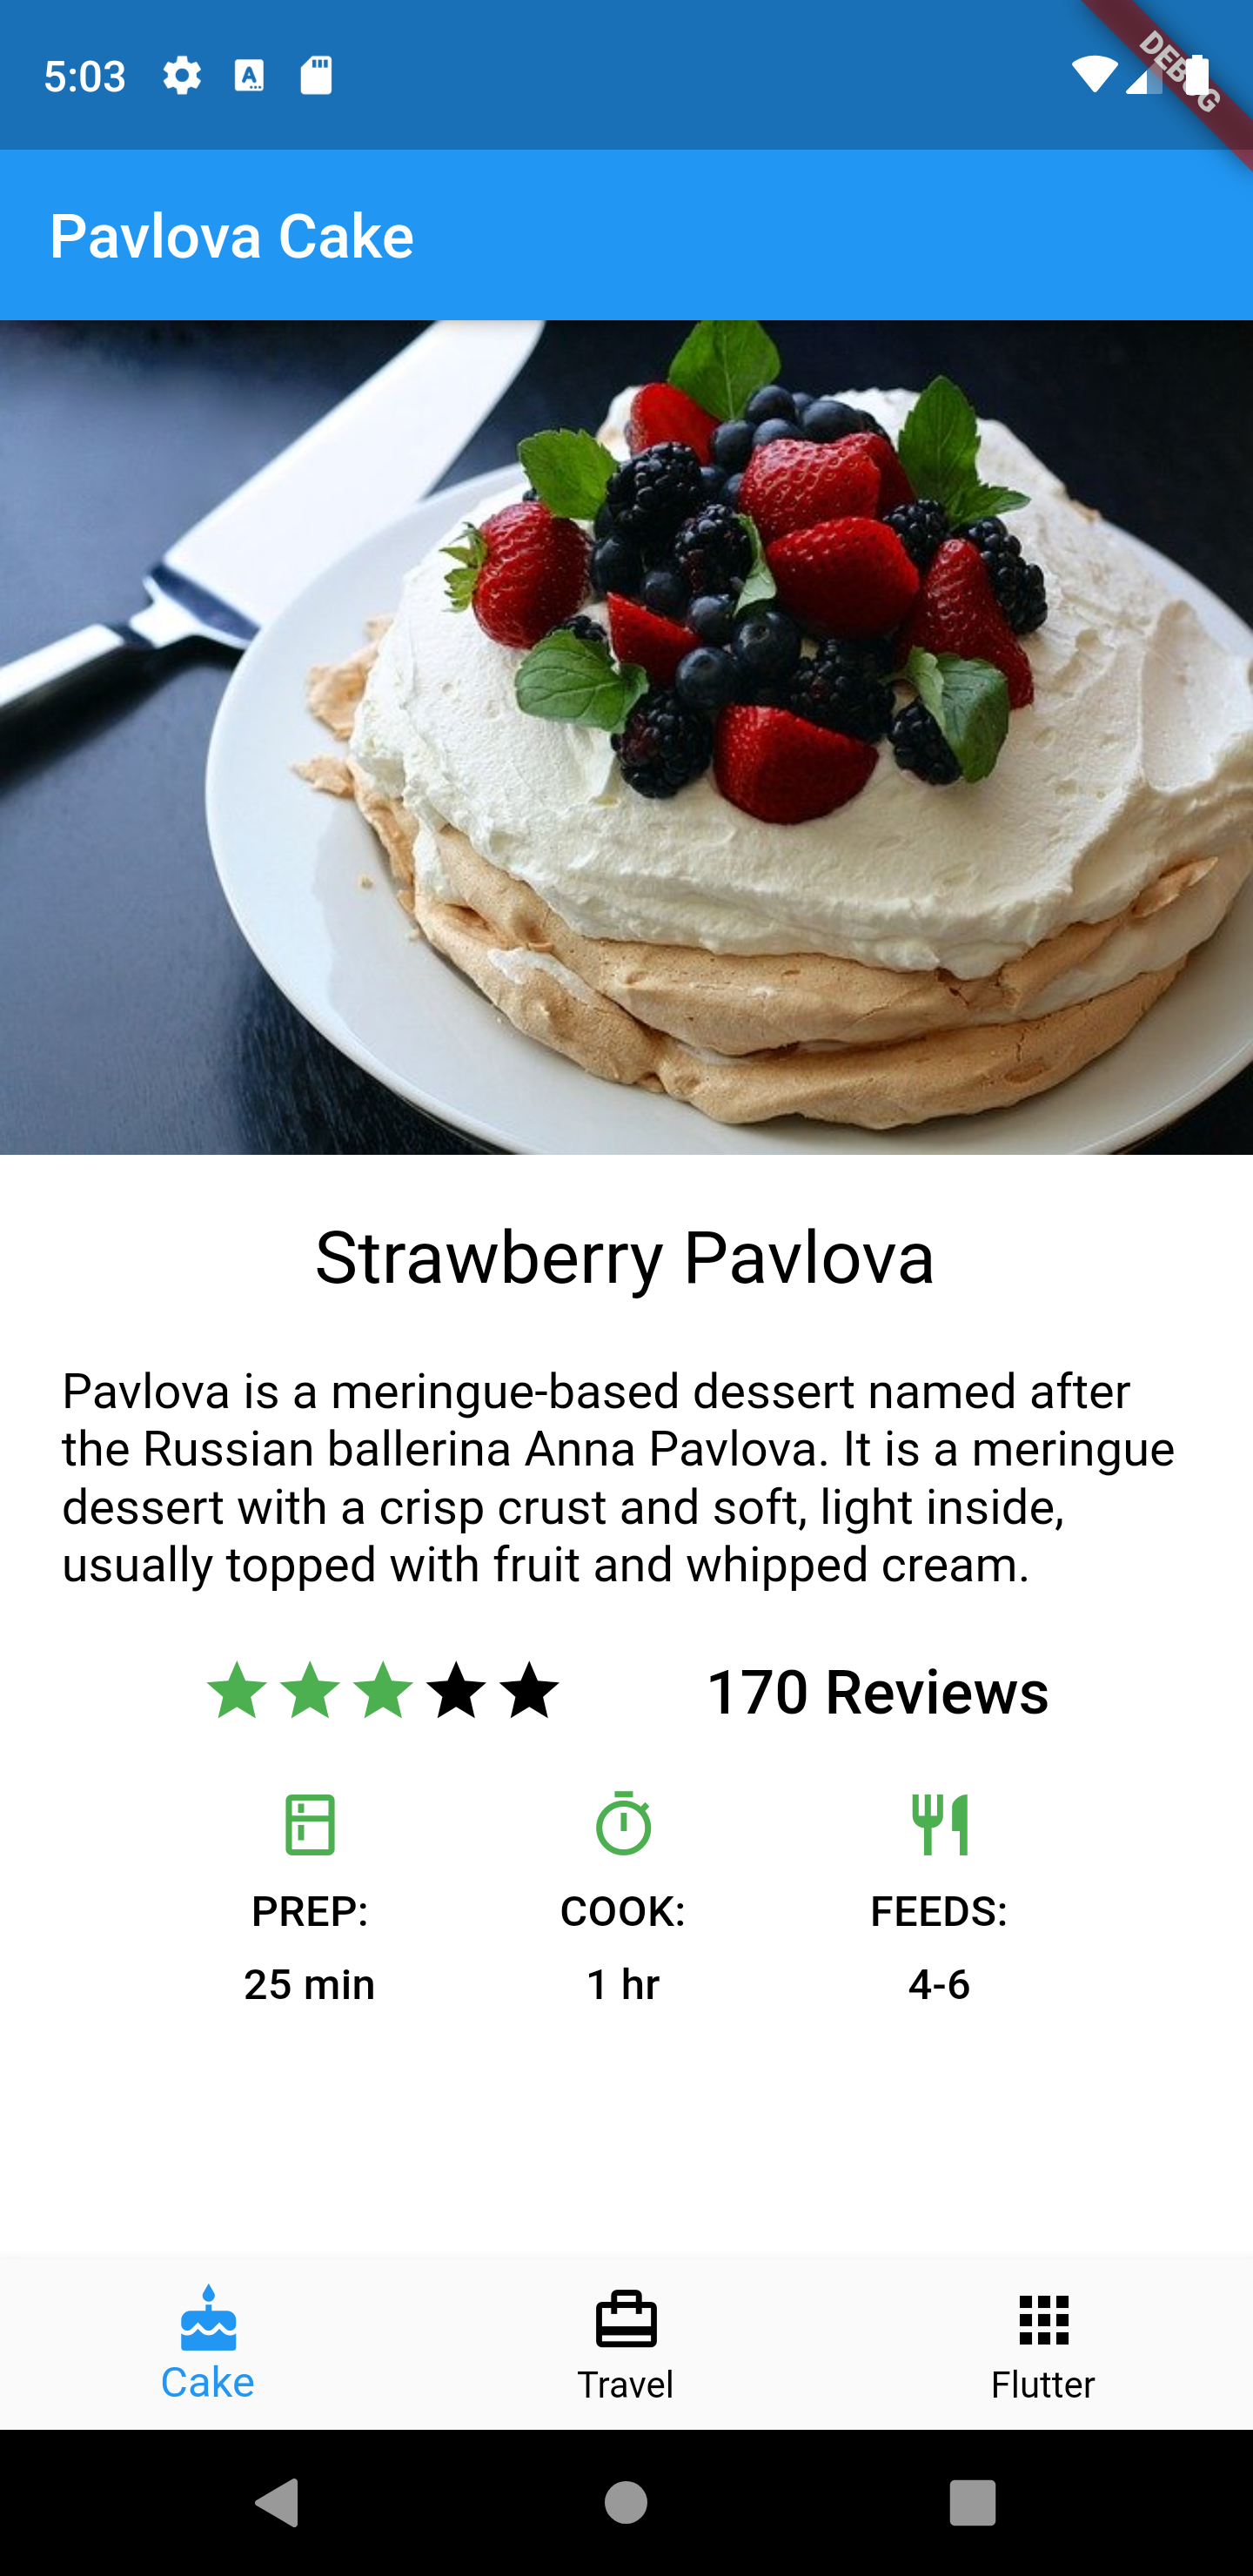 5:03
DEBUG
Pavlova Cake
Strawberry Pavlova
Pavlova is a meringue-based dessert named after
the Russian ballerina Anna Pavlova. It is a meringue
dessert with a crisp crust and soft, light inside,
usually topped with fruit and whipped cream.
170 Reviews
PREP: COOK: FEEDS:
25 min 1 hr 4-6
Cake Travel Flutter